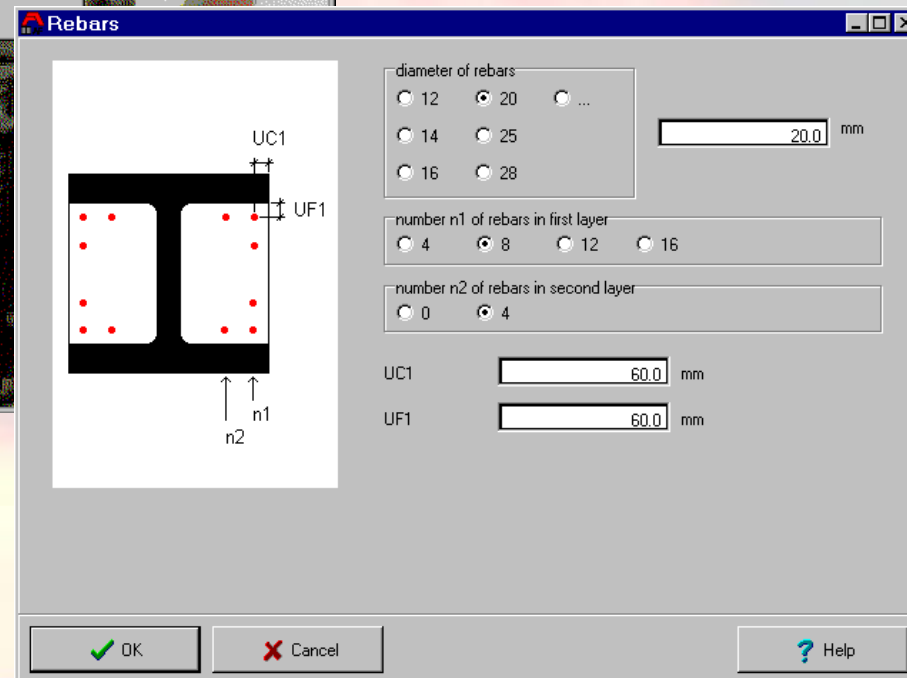 Rebars
UC1
UF1
n1
n2
diameter of rebars
12 20 ...
14 25
16 28
20.0 mm
number n1 of rebars in first layer
4 8 12 16
number n2 of rebars in second layer
0 4
UC1 60.0 mm
UF1 60.0 mm
OK Cancel ? Help